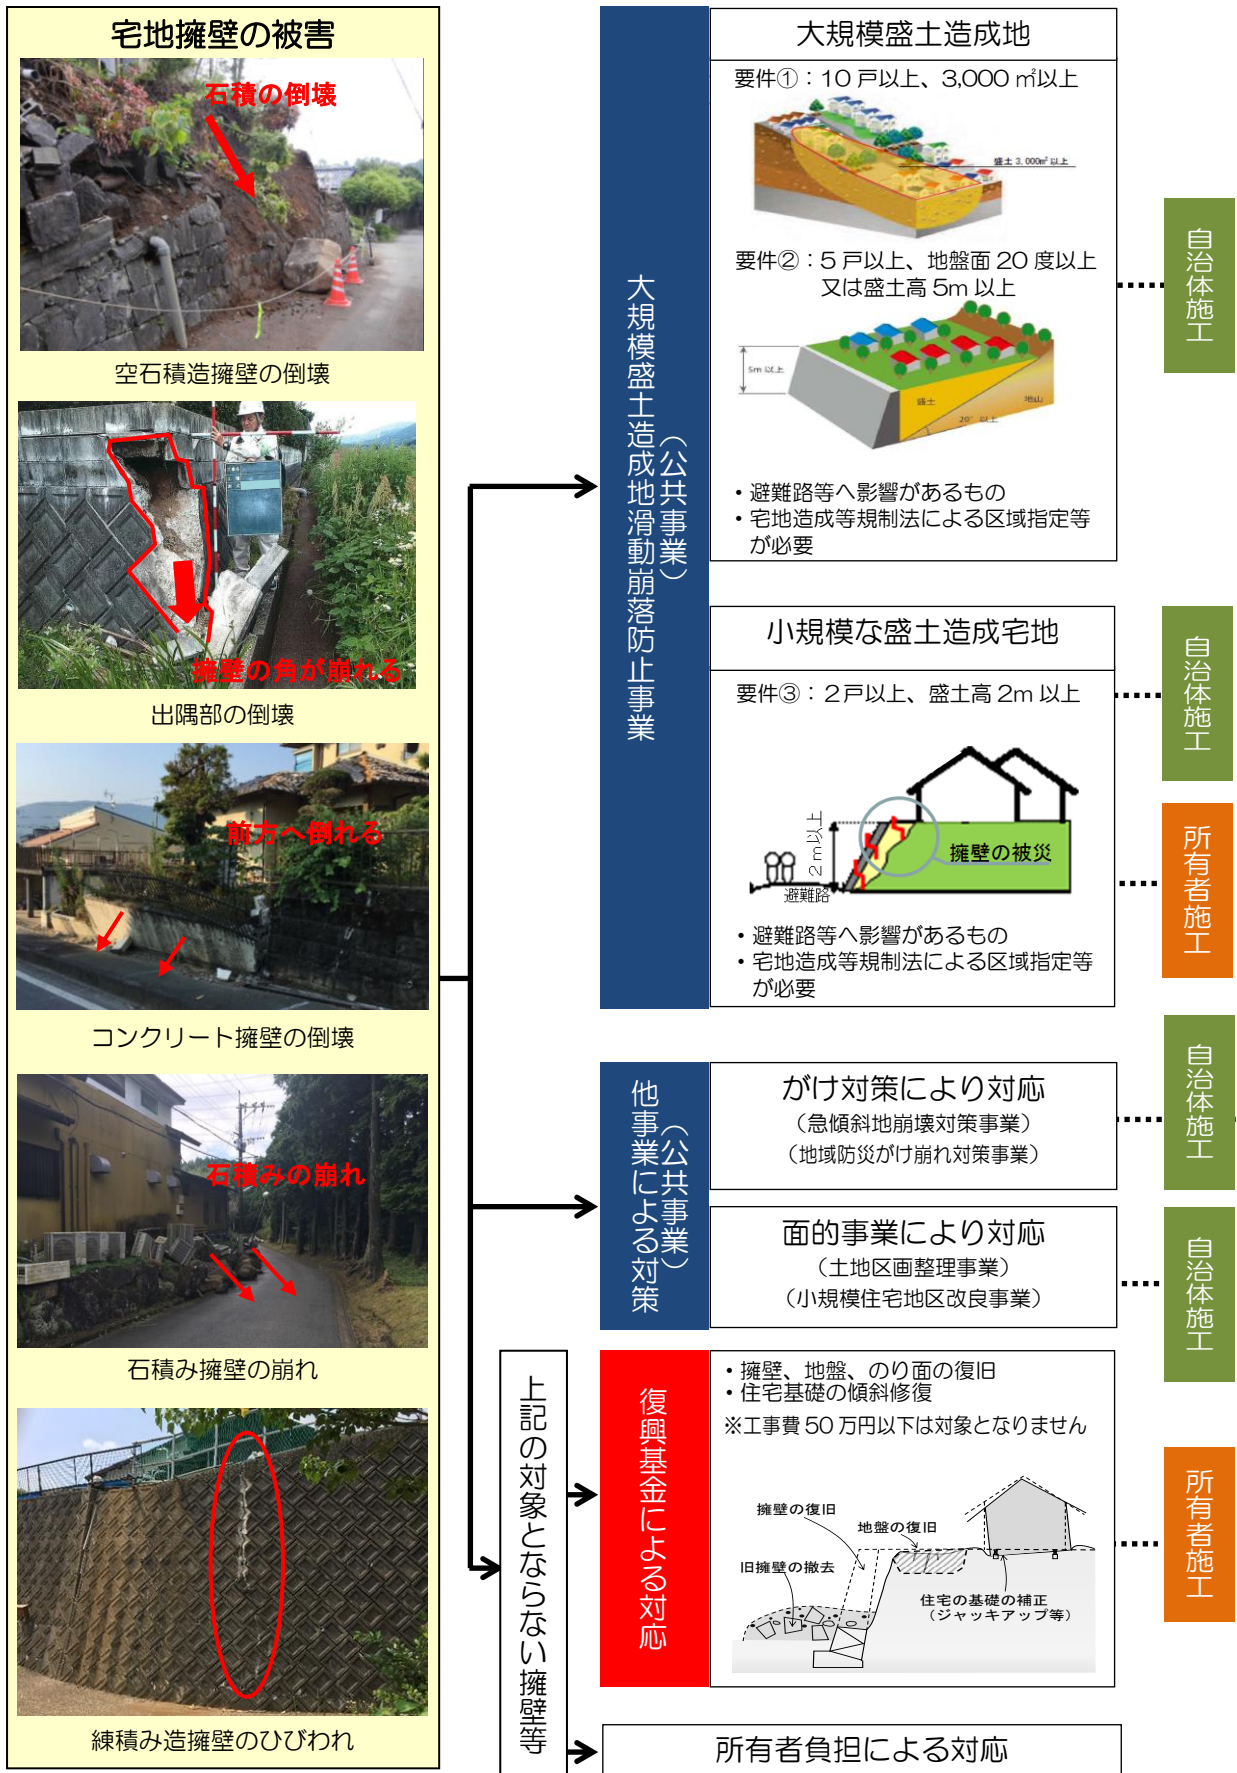 宅地擁壁の被害
石積の倒壊
空石積造擁壁の倒壊
擁壁の角が崩れる
出隅部の倒壊
前方へ倒れる
コンクリート擁壁の倒壊
石積みの崩れ
石積み擁壁の崩れ
練積み造擁壁のひびわれ
上記の対象とならない擁壁等
大規模盛土造成地滑動崩落防止事業
（公共事業）
大規模盛土造成地
要件①：10 戸以上、3,000 ㎡以上
盛土 3,000㎡ 以上
要件②：5 戸以上、地盤面 20 度以上
又は盛土高 5m 以上
5m 以上
盛土
地山
20° 以上
・避難路等へ影響があるもの
・宅地造成等規制法による区域指定等
が必要
自治体施工
小規模な盛土造成宅地
要件③：２戸以上、盛土高 2m 以上
２ｍ以上
擁壁の被災
避難路
・避難路等へ影響があるもの
・宅地造成等規制法による区域指定等
が必要
自治体施工
所有者施工
他事業による対策
（公共事業）
がけ対策により対応
（急傾斜地崩壊対策事業）
（地域防災がけ崩れ対策事業）
自治体施工
面的事業により対応
（土地区画整理事業）
（小規模住宅地区改良事業）
自治体施工
復興基金による対応
・擁壁、地盤、のり面の復旧
・住宅基礎の傾斜修復
※工事費 50 万円以下は対象となりません
擁壁の復旧
地盤の復旧
旧擁壁の撤去
住宅の基礎の補正
（ジャッキアップ等）
所有者施工
所有者負担による対応